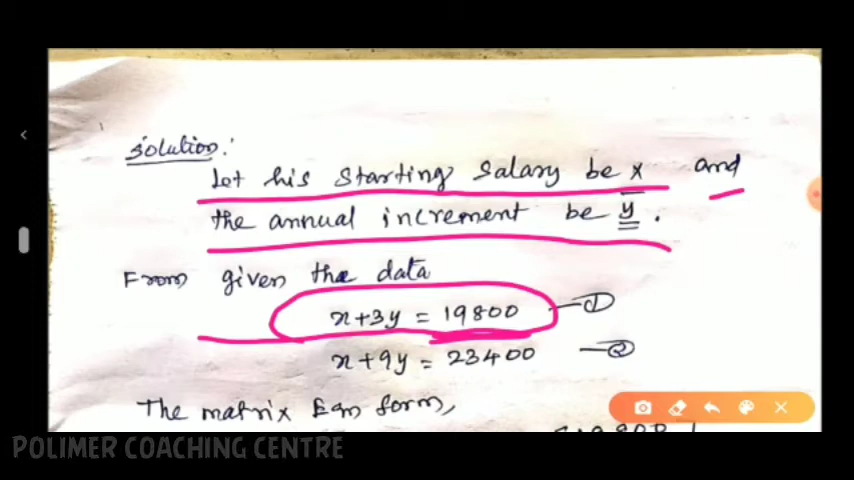 Solution:
Let his starting salary be x and
the annual increment be y.
From given the data
x+3y = 19800 — ①
x+9y = 23400 — ②
The matrix Eqn form,
POLIMER COACHING CENTRE